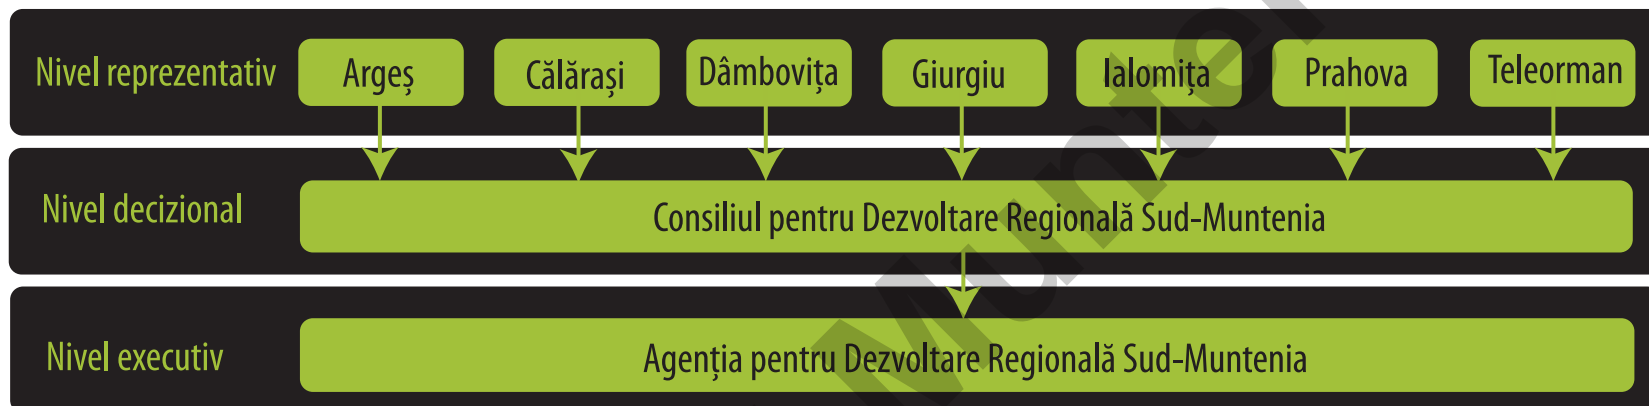 Nivel reprezentativ Argeș Călărași Dâmbovița Giurgiu Ialomița Prahova Teleorman
Nivel decizional Consiliul pentru Dezvoltare Regională Sud-Muntenia
Nivel executiv Agenția pentru Dezvoltare Regională Sud-Muntenia